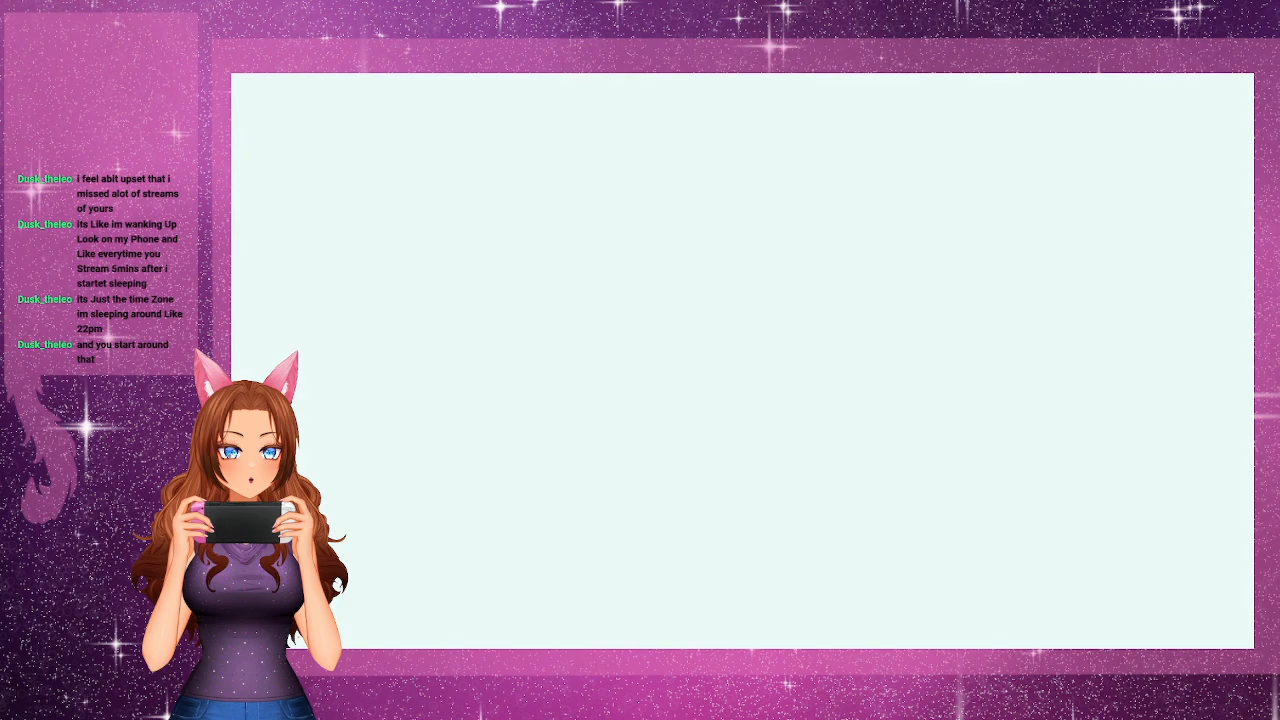 Dusk_theleo i feel abit upset that i
missed alot of streams
of yours
Dusk_theleo its Like im wanking Up
Look on my Phone and
Like everytime you
Stream 5mins after i
startet sleeping
Dusk_theleo its Just the time Zone
im sleeping around Like
22pm
Dusk_theleo and you start around
that